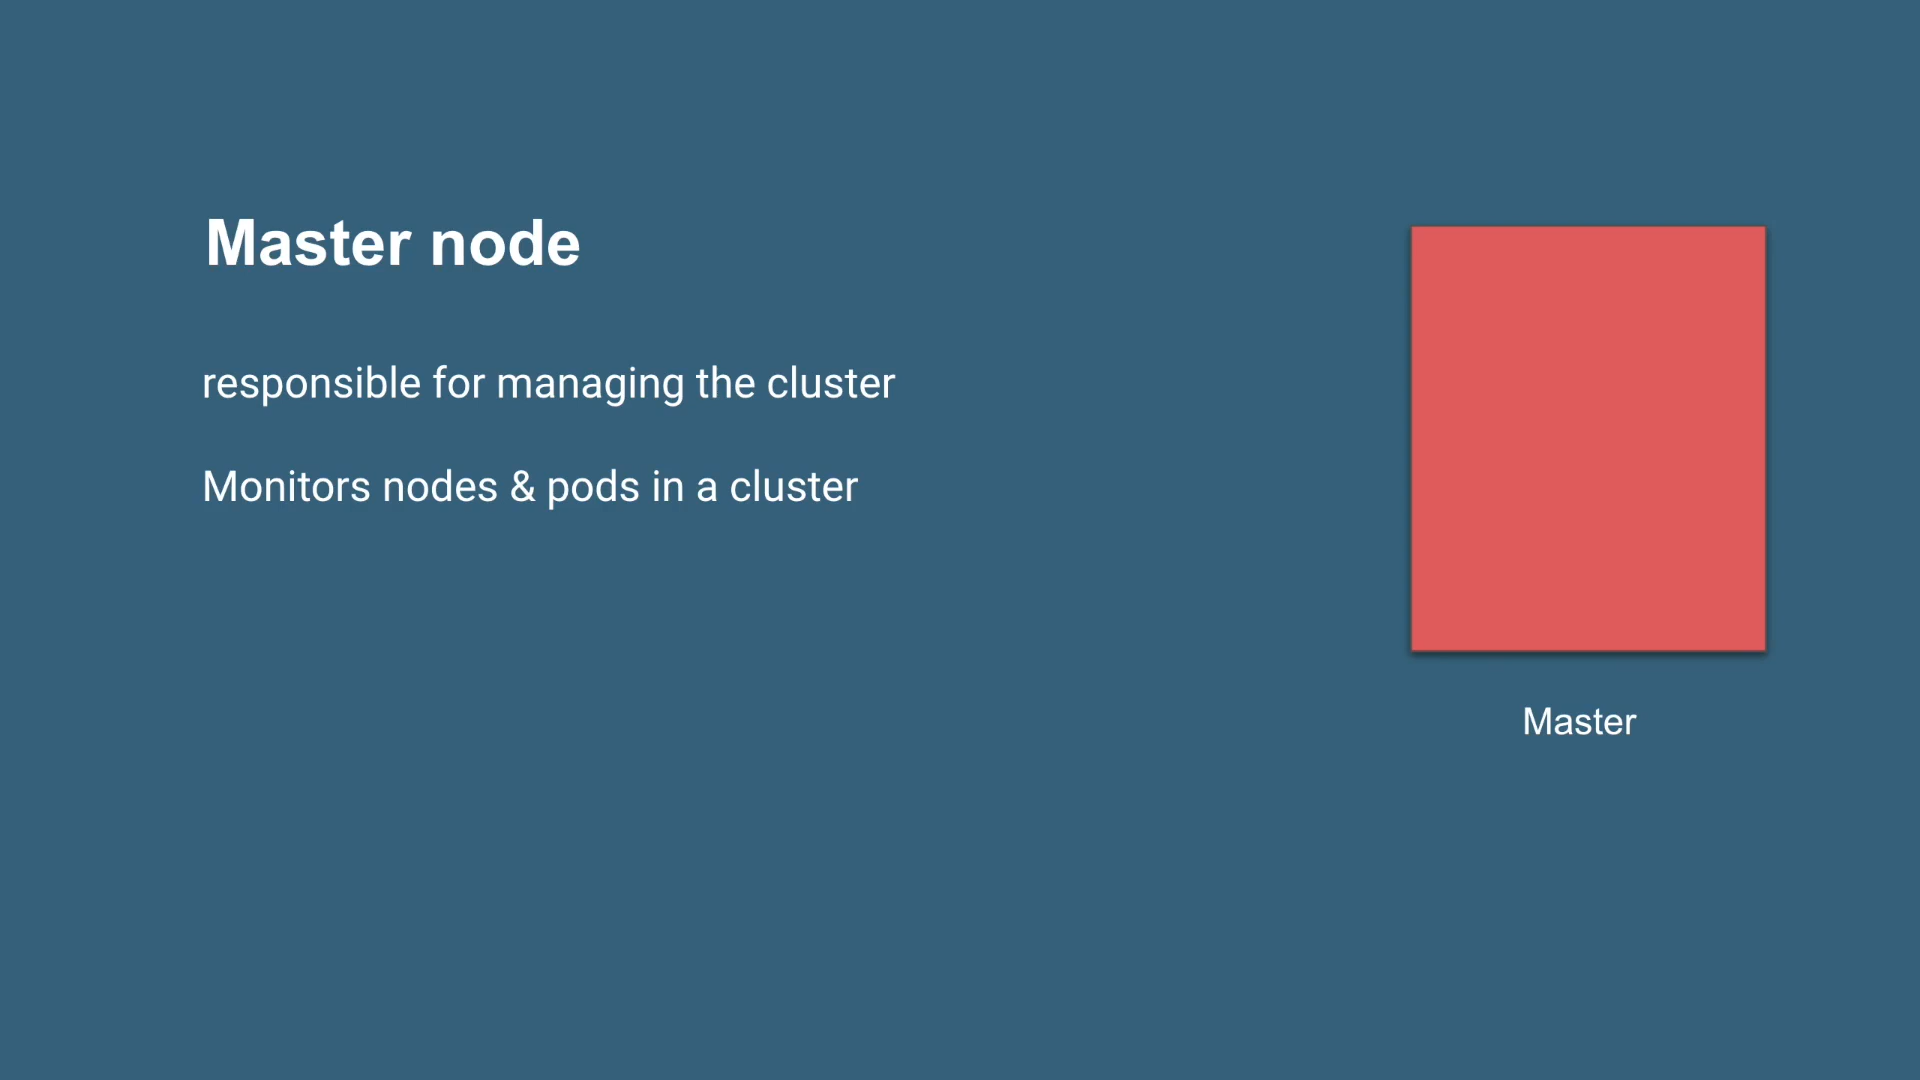 Master node
responsible for managing the cluster
Monitors nodes & pods in a cluster
Master